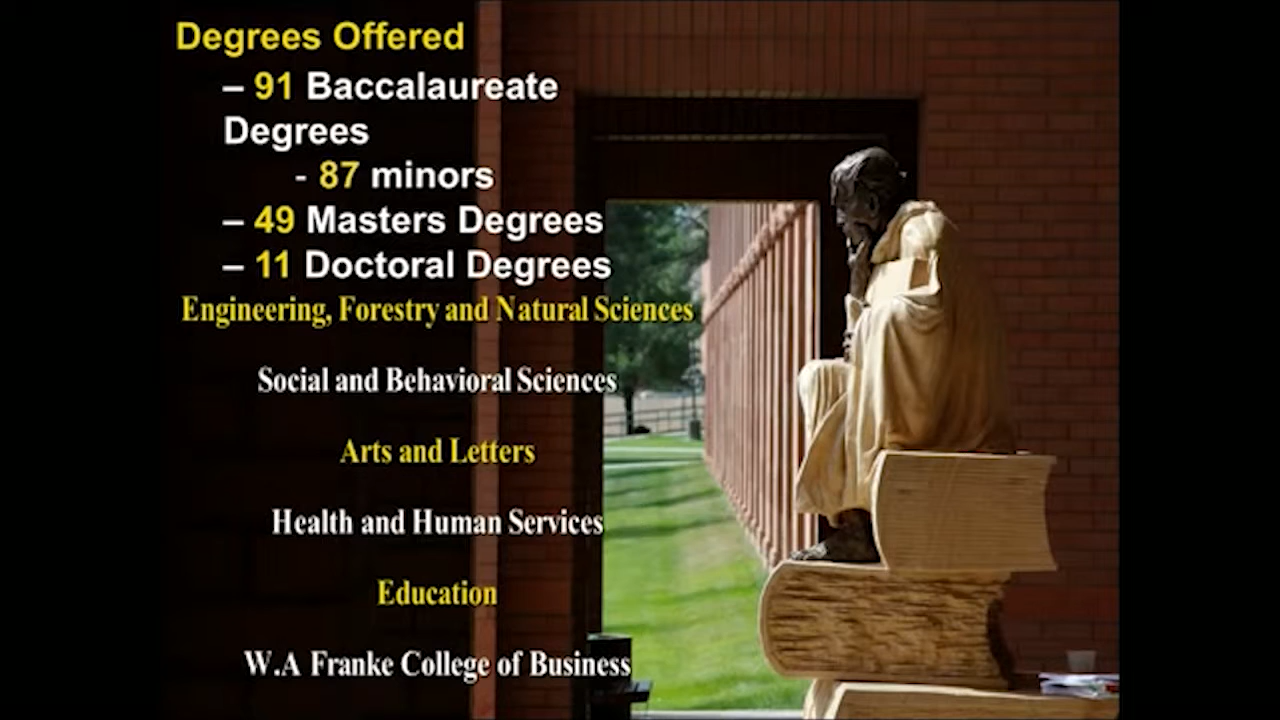 Degrees Offered
– 91 Baccalaureate
Degrees
- 87 minors
– 49 Masters Degrees
– 11 Doctoral Degrees
Engineering, Forestry and Natural Sciences
Social and Behavioral Sciences
Arts and Letters
Health and Human Services
Education
W.A Franke College of Business